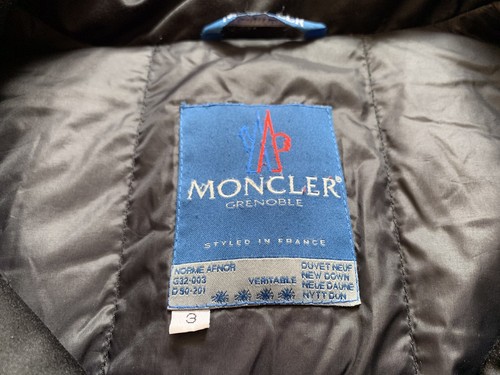 MONCLER®
GRENOBLE
STYLED IN FRANCE
NORME AFNOR
G32-003
D 90-201
VERITABLE
DUVET NEUF
NEW DOWN
NEUE DAUNE
NYTT DUN
3